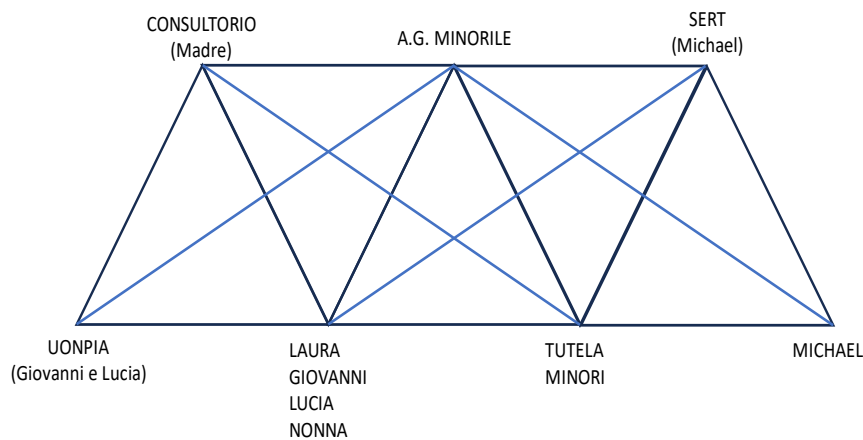 CONSULTORIO
(Madre)
A.G. MINORILE
SERT
(Michael)
UONPIA
(Giovanni e Lucia)
LAURA
GIOVANNI
LUCIA
NONNA
TUTELA
MINORI
MICHAEL